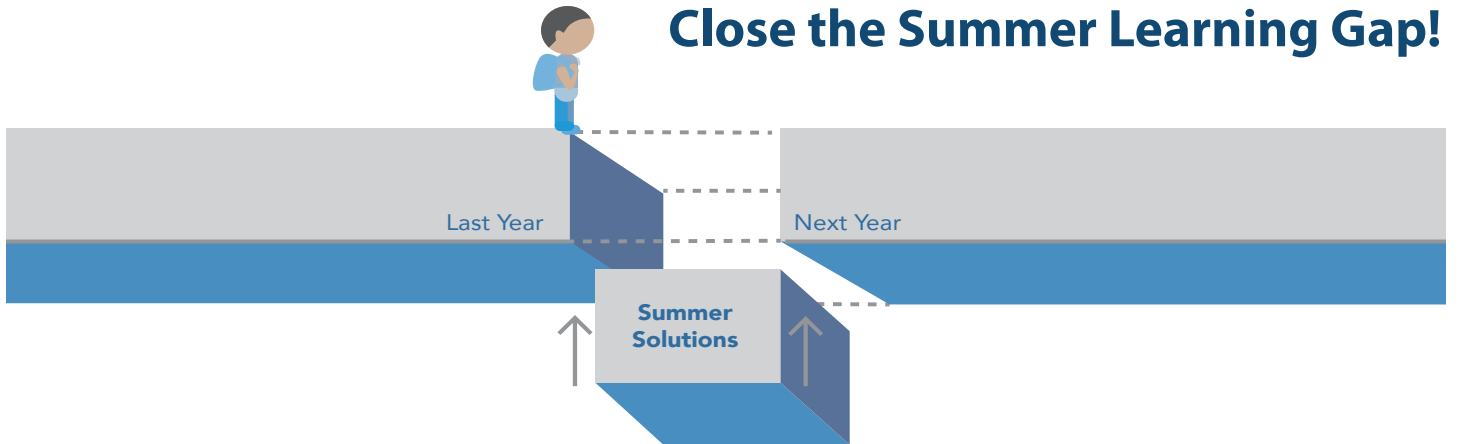 Close the Summer Learning Gap!
Last Year
Next Year
Summer
Solutions